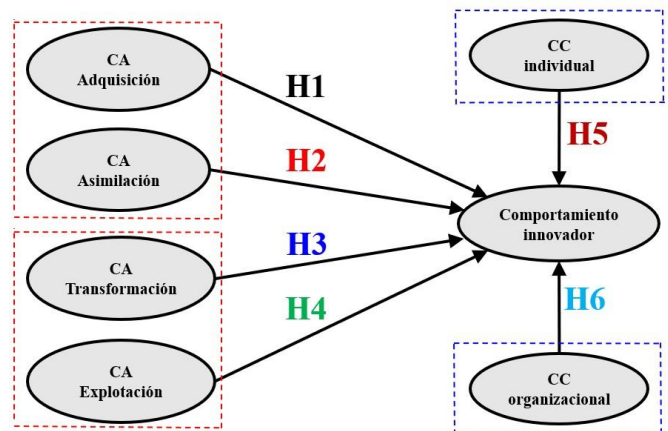 CA
Adquisición
CA
Asimilación
CA
Transformación
CA
Explotación
H1
H2
H3
H4
CC
individual
H5
Comportamiento
innovador
H6
CC
organizacional